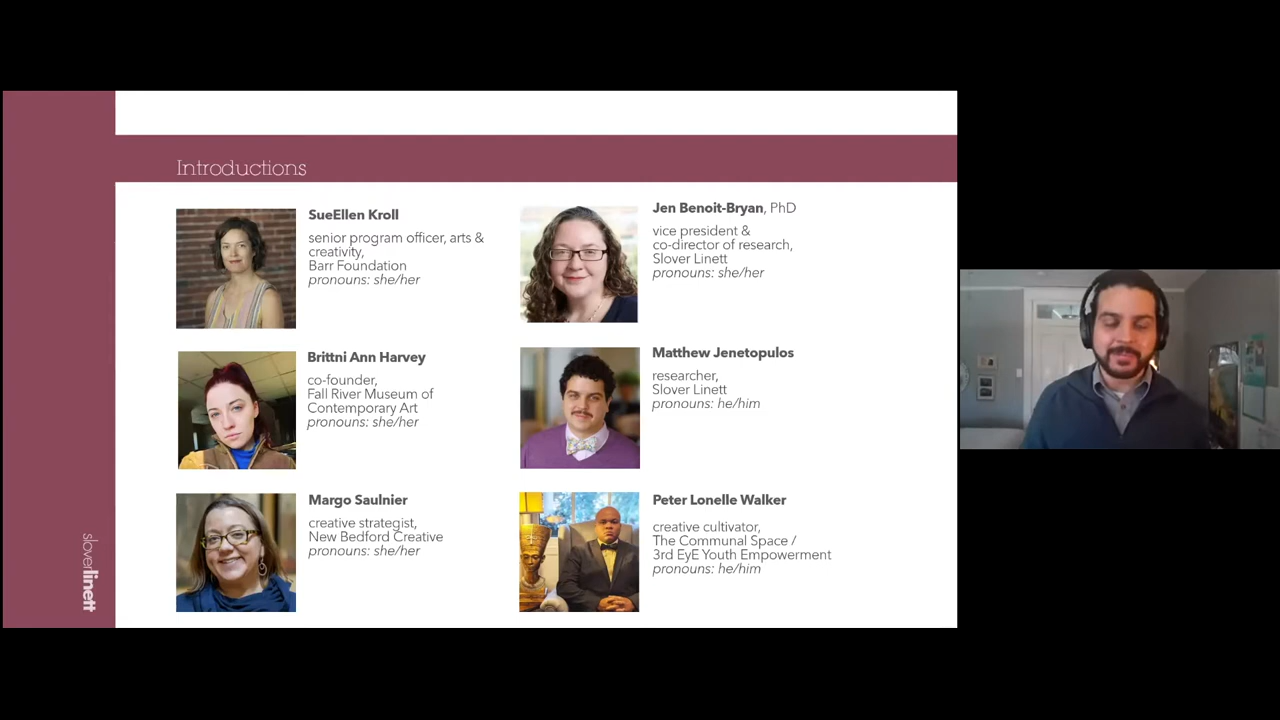 Introductions
SueEllen Kroll
senior program officer, arts &
creativity,
Barr Foundation
pronouns: she/her
Jen Benoit-Bryan, PhD
vice president &
co-director of research,
Slover Linett
pronouns: she/her
Brittni Ann Harvey
co-founder,
Fall River Museum of
Contemporary Art
pronouns: she/her
Matthew Jenetopulos
researcher,
Slover Linett
pronouns: he/him
Margo Saulnier
creative strategist,
New Bedford Creative
pronouns: she/her
Peter Lonelle Walker
creative cultivator,
The Communal Space /
3rd EyE Youth Empowerment
pronouns: he/him
sloverlinett